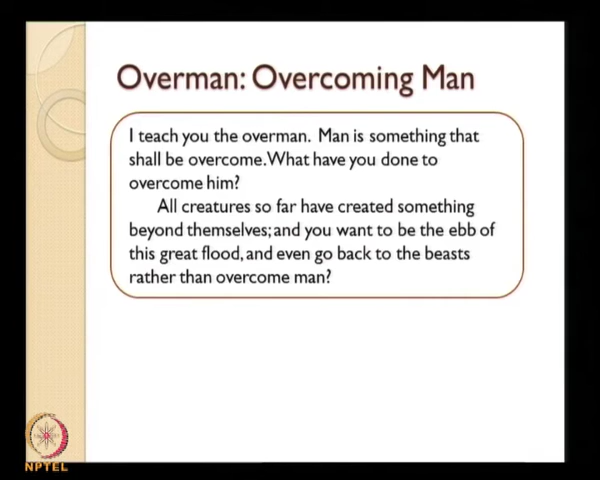 Overman: Overcoming Man
I teach you the overman. Man is something that
shall be overcome.What have you done to
overcome him?
All creatures so far have created something
beyond themselves; and you want to be the ebb of
this great flood, and even go back to the beasts
rather than overcome man?
NPTEL